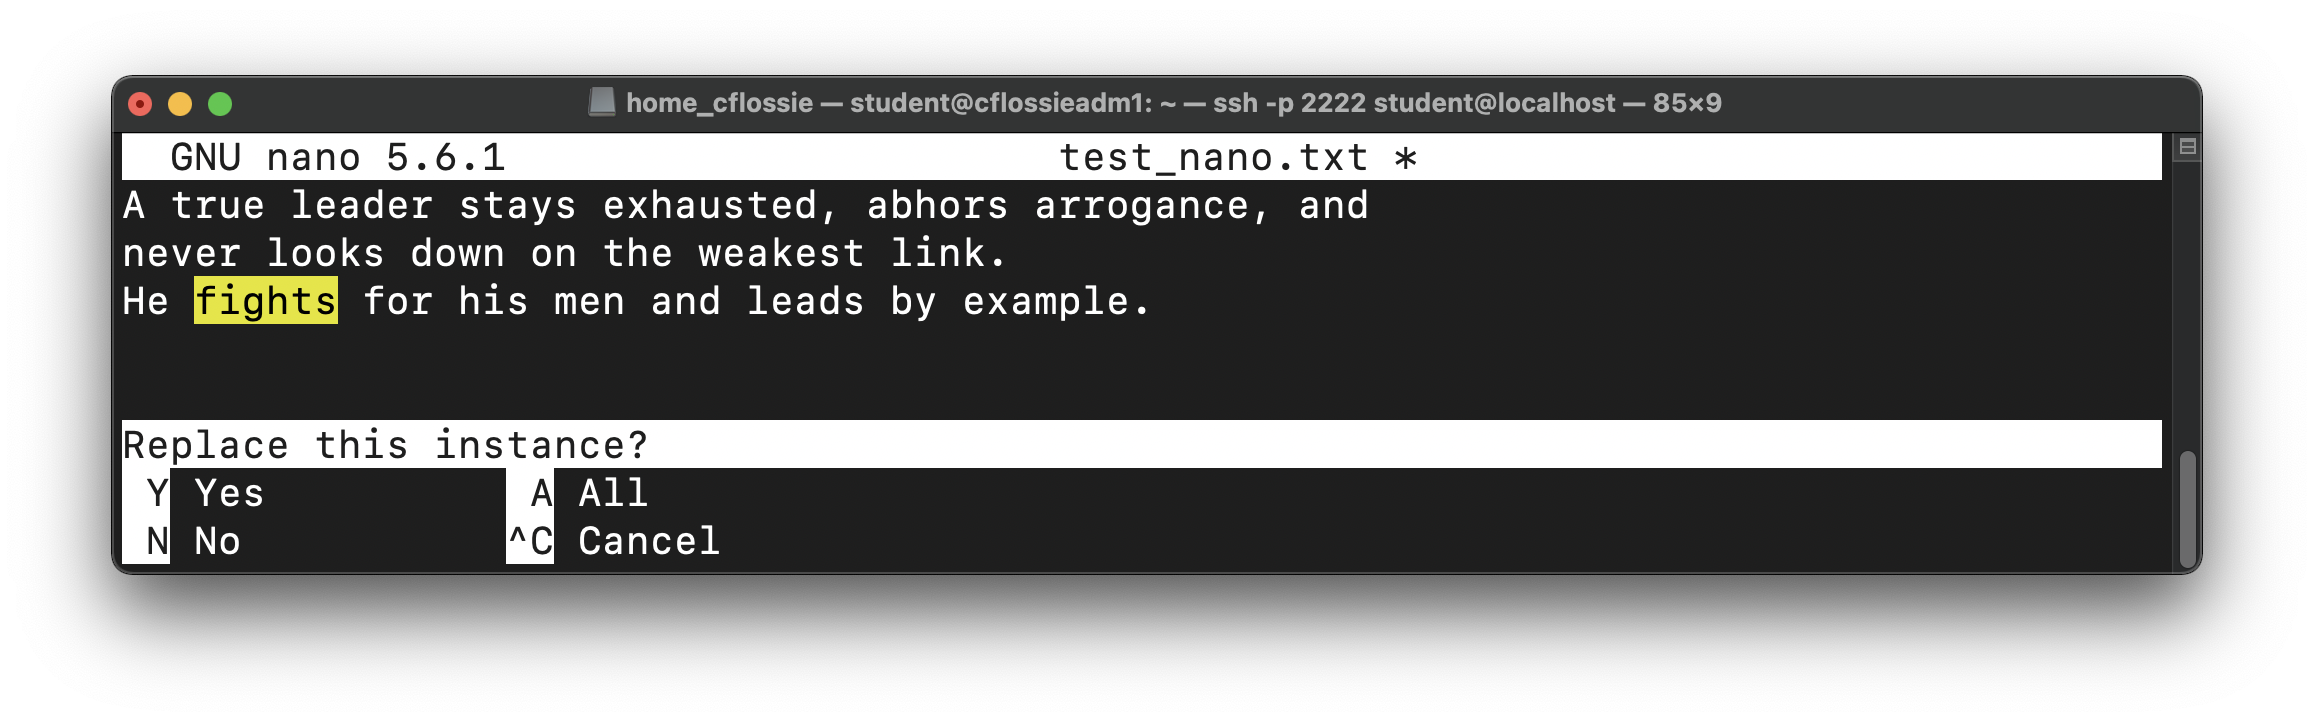 home_cflossie — student@cflossieadm1: ~ — ssh -p 2222 student@localhost — 85×9
GNU nano 5.6.1 test_nano.txt *
A true leader stays exhausted, abhors arrogance, and
never looks down on the weakest link.
He fights for his men and leads by example.
Replace this instance?
Y Yes A All
N No ^C Cancel